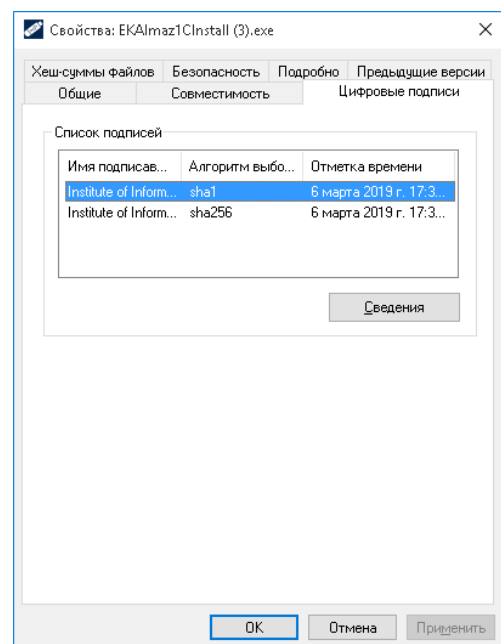 Свойства: EKAlmaz1CInstall (3).exe
Хеш-суммы файлов Безопасность Подробно Предыдущие версии
Общие Совместимость Цифровые подписи
Список подписей
Имя подписав... Алгоритм выбо... Отметка времени
Institute of Inform... sha1 6 марта 2019 г. 17:3...
Institute of Inform... sha256 6 марта 2019 г. 17:3...
Сведения
OK Отмена Применить